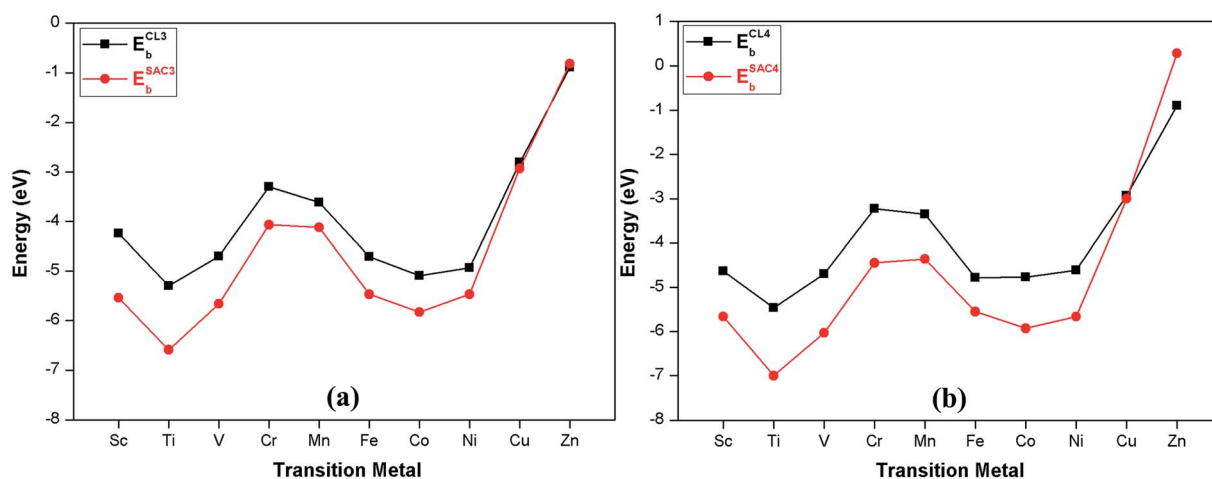 E_b^CL3
E_b^SAC3
Energy (eV)
0
-1
-2
-3
-4
-5
-6
-7
-8
(a)
Sc Ti V Cr Mn Fe Co Ni Cu Zn
Transition Metal
E_b^CL4
E_b^SAC4
Energy (eV)
1
0
-1
-2
-3
-4
-5
-6
-7
-8
(b)
Sc Ti V Cr Mn Fe Co Ni Cu Zn
Transition Metal